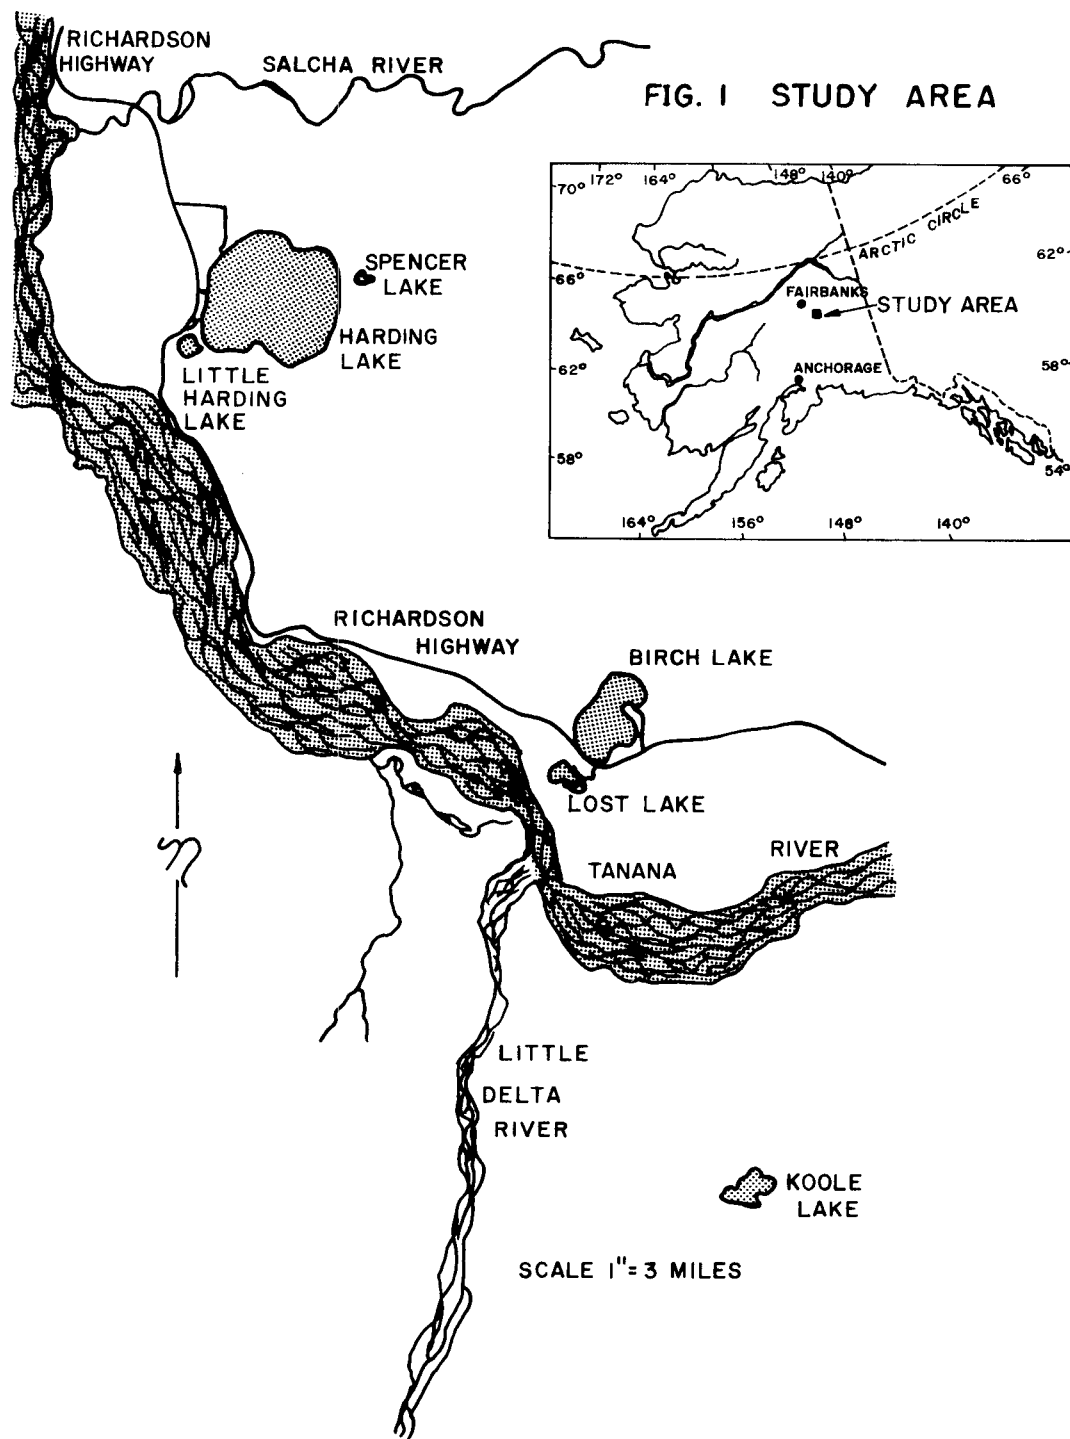 RICHARDSON
HIGHWAY
SALCHA RIVER
FIG. 1 STUDY AREA
172° 164° 148° 140° 66°
70°
ARCTIC CIRCLE
62°
66°
FAIRBANKS
STUDY AREA
62°
ANCHORAGE
58°
58°
54°
164° 156° 148° 140°
SPENCER
LAKE
HARDING
LAKE
LITTLE
HARDING
LAKE
RICHARDSON
HIGHWAY
BIRCH LAKE
LOST LAKE
N
TANANA RIVER
LITTLE
DELTA
RIVER
KOOLE
LAKE
SCALE 1"= 3 MILES